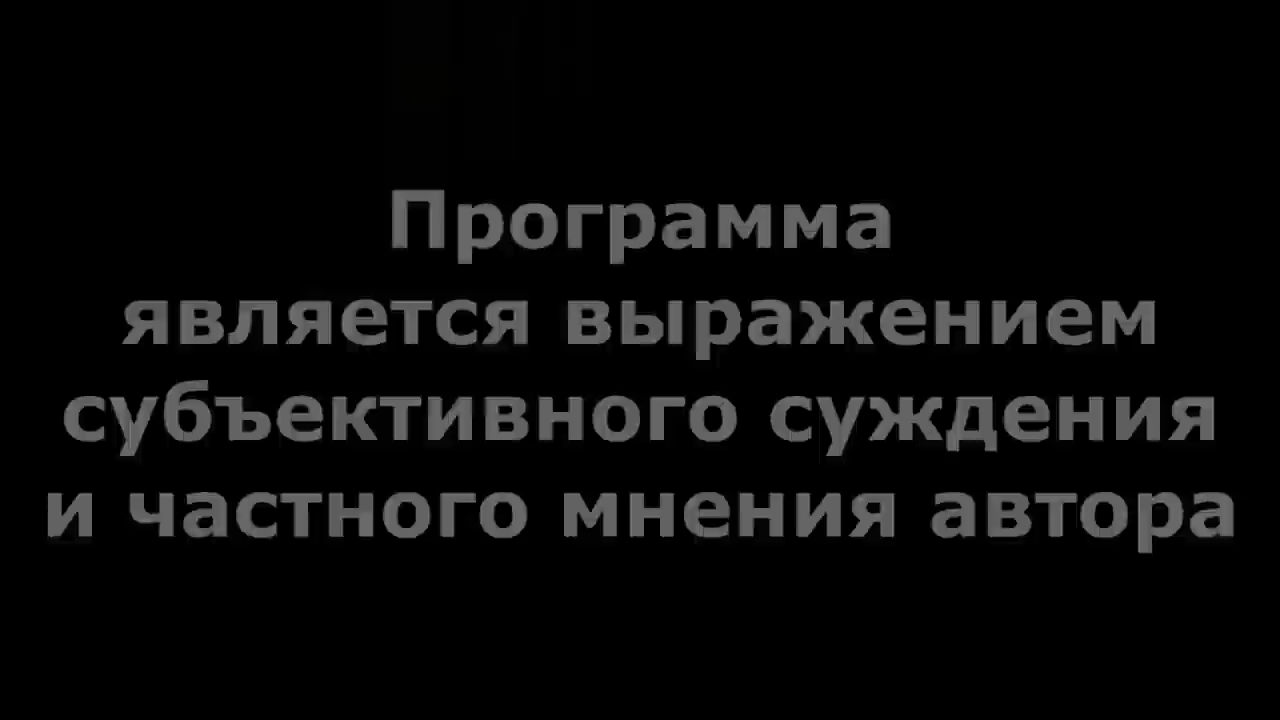 Программа
является выражением
субъективного суждения
и частного мнения автора